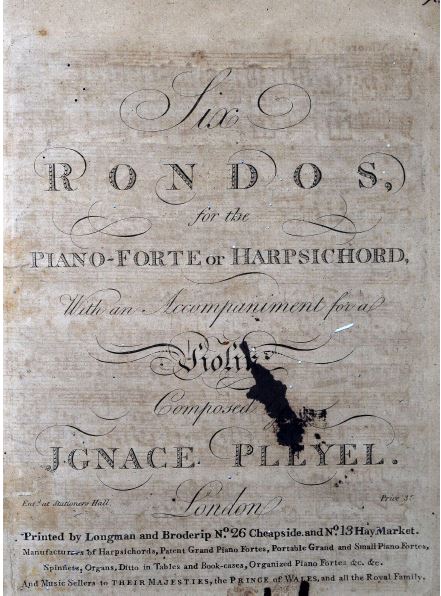 Six
RONDOS,
for the
PIANO-FORTE or HARPSICHORD,
With an Accompaniment for a
Violin
Composed
IGNACE PLEYEL.
London
Ent.d at Stationers Hall.
Price 3s
Printed by Longman and Broderip No. 26 Cheapside. and No. 13 Hay Market.
Manufacturers of Harpsichords, Patent Grand Piano Fortes, Portable Grand and Small Piano Fortes,
Spinnets, Organs, Ditto in Tables and Book-cases, Organized Piano Fortes &c. &c.
And Music Sellers to THEIR MAJESTIES, the PRINCE of WALES, and all the Royal Family.